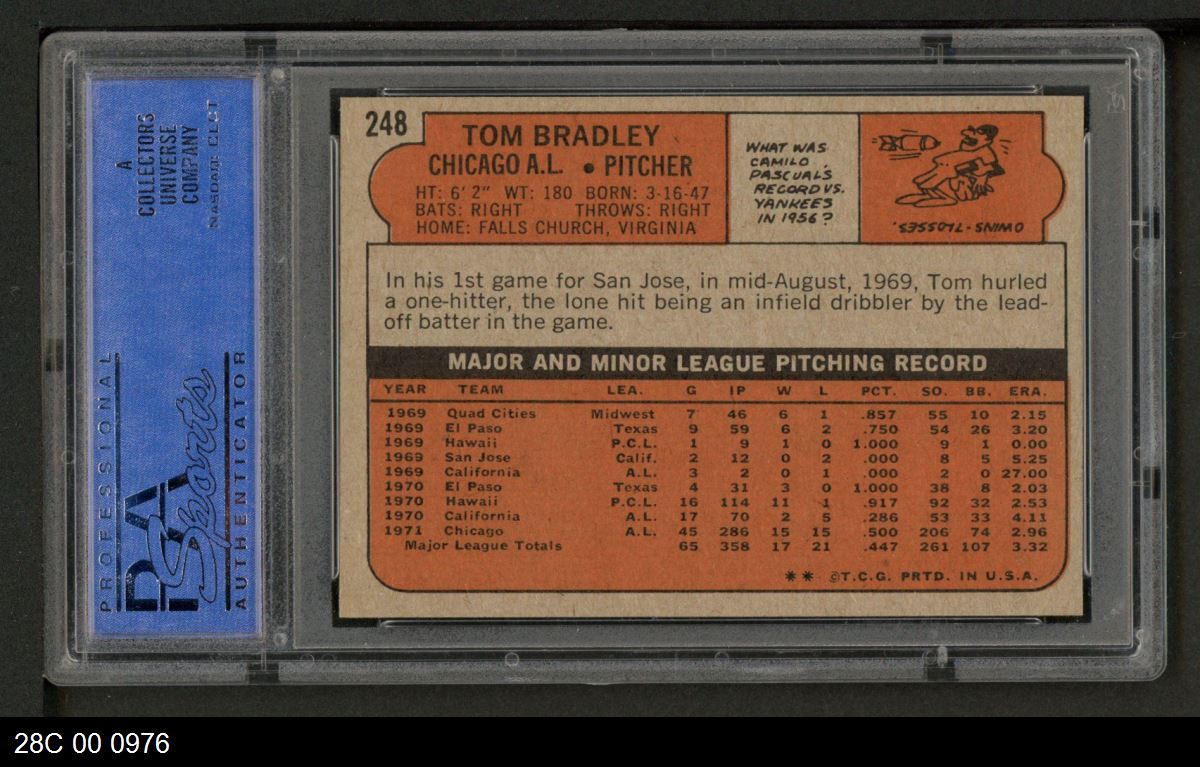 A
COLLECTORS
UNIVERSE
COMPANY
NASDAQ: CLCT
PROFESSIONAL
PSA
Sports
AUTHENTICATOR
248
TOM BRADLEY
CHICAGO A.L. • PITCHER
HT: 6' 2" WT: 180 BORN: 3-16-47
BATS: RIGHT THROWS: RIGHT
HOME: FALLS CHURCH, VIRGINIA
WHAT WAS
CAMILO
PASCUAL'S
RECORD VS.
YANKEES
IN 1956?
0WINS-7LOSSES.
In his 1st game for San Jose, in mid-August, 1969, Tom hurled
a one-hitter, the lone hit being an infield dribbler by the lead-
off batter in the game.
MAJOR AND MINOR LEAGUE PITCHING RECORD
YEAR TEAM LEA. G IP W L PCT. SO. BB. ERA.
1969 Quad Cities Midwest 7 46 6 1 .857 55 10 2.15
1969 El Paso Texas 9 59 6 2 .750 54 26 3.20
1969 Hawaii P.C.L. 1 9 1 0 1.000 9 1 0.00
1969 San Jose Calif. 2 12 0 2 .000 8 5 5.25
1969 California A.L. 3 2 0 1 .000 2 0 27.00
1970 El Paso Texas 4 31 3 0 1.000 38 8 2.03
1970 Hawaii P.C.L. 16 114 11 1 .917 92 32 2.53
1970 California A.L. 17 70 2 5 .286 53 33 4.11
1971 Chicago A.L. 45 286 15 15 .500 206 74 2.96
Major League Totals 65 358 17 21 .447 261 107 3.32
** ©T.C.G. PRTD. IN U.S.A.
28C 00 0976